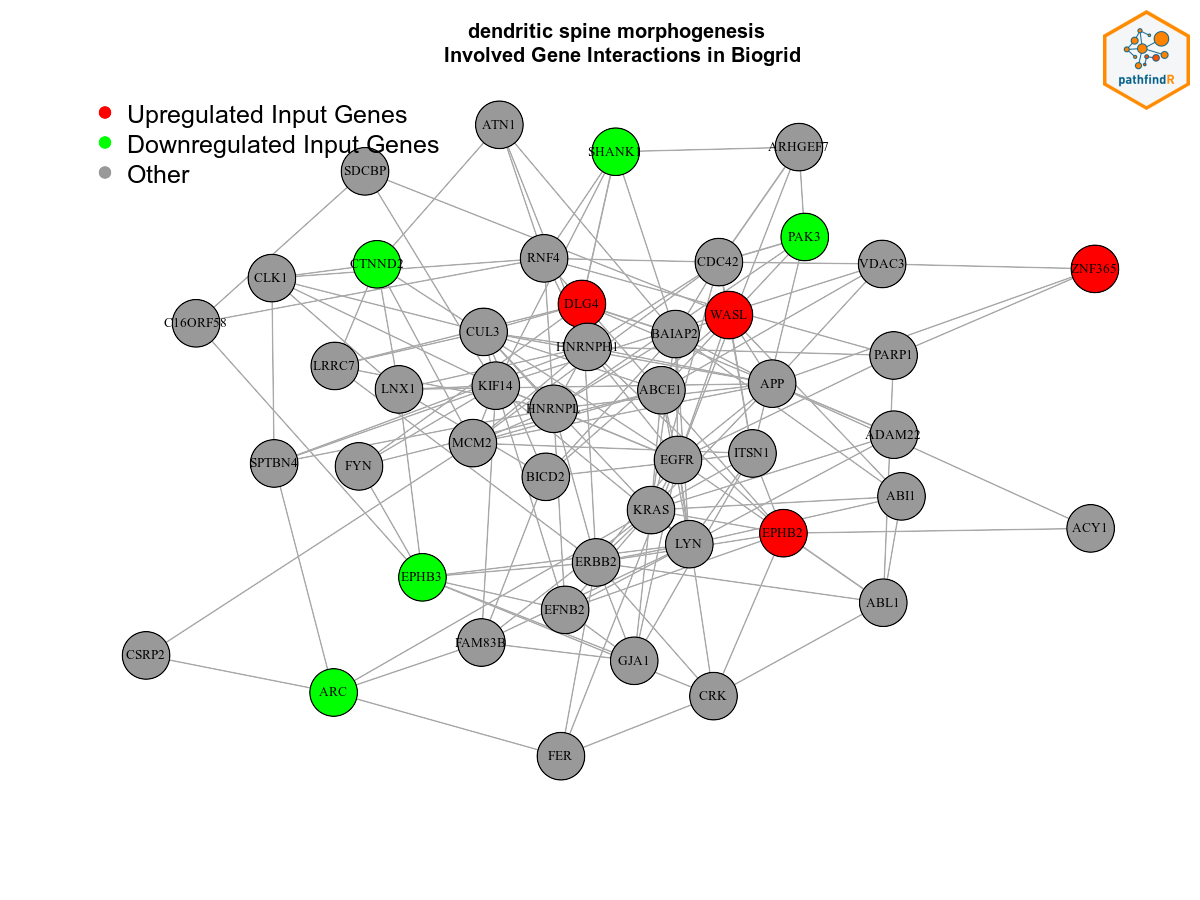 dendritic spine morphogenesis
Involved Gene Interactions in Biogrid
pathfindR
Upregulated Input Genes
Downregulated Input Genes
Other
ATN1
SHANK1
ARHGEF7
SDCBP
PAK3
CTNND2
RNF4
CDC42
VDAC3
ZNF365
CLK1
DLG4
WASL
C16ORF58
CUL3
BAIAP2
HNRNPH1
PARP1
LRRC7
LNX1
KIF14
ABCE1
APP
HNRNPL
ADAM22
MCM2
SPTBN4
FYN
EGFR
ITSN1
BICD2
ABI1
KRAS
ACY1
EPHB2
LYN
ERBB2
EPHB3
ABL1
EFNB2
FAM83B
CSRP2
GJA1
ARC
CRK
FER